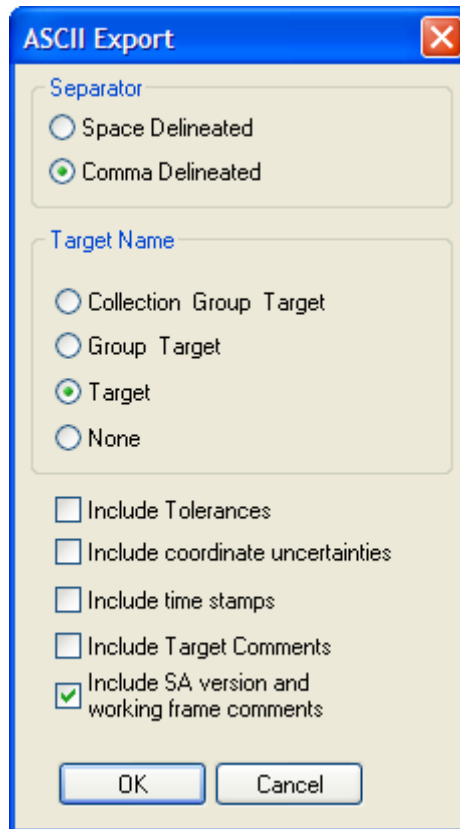 ASCII Export
Separator
Space Delineated
Comma Delineated
Target Name
Collection Group Target
Group Target
Target
None
Include Tolerances
Include coordinate uncertainties
Include time stamps
Include Target Comments
Include SA version and
working frame comments
OK
Cancel